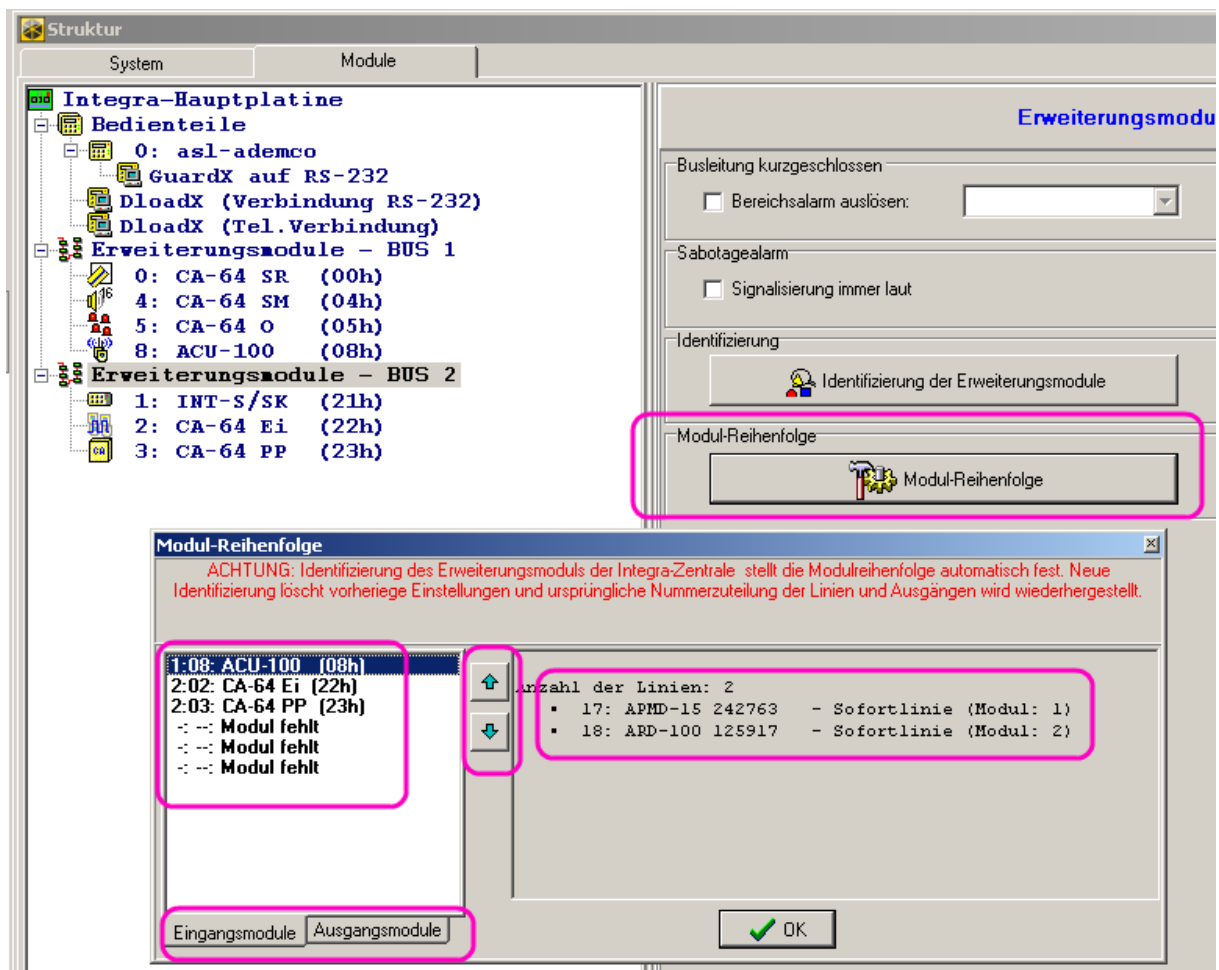 Struktur
System
Module
Integra-Hauptplatine
Bedienteile
0: asl-ademco
GuardX auf RS-232
DloadX (Verbindung RS-232)
DloadX (Tel.Verbindung)
Erweiterungsmodule - BUS 1
0: CA-64 SR (00h)
16
4: CA-64 SM (04h)
5: CA-64 O (05h)
8: ACU-100 (08h)
Erweiterungsmodule - BUS 2
1: INT-S/SK (21h)
2: CA-64 Ei (22h)
CA
3: CA-64 PP (23h)
Erweiterungsmodu
Busleitung kurzgeschlossen
Bereichsalarm auslösen:
Sabotagealarm
Signalisierung immer laut
Identifizierung
Identifizierung der Erweiterungsmodule
Modul-Reihenfolge
Modul-Reihenfolge
Modul-Reihenfolge
ACHTUNG: Identifizierung des Erweiterungsmoduls der Integra-Zentrale stellt die Modulreihenfolge automatisch fest. Neue
Identifizierung löscht vorheriege Einstellungen und ursprüngliche Nummerzuteilung der Linien und Ausgängen wird wiederhergestellt.
1:08: ACU-100 (08h)
2:02: CA-64 Ei (22h)
2:03: CA-64 PP (23h)
-: --: Modul fehlt
-: --: Modul fehlt
-: --: Modul fehlt
Anzahl der Linien: 2
▪ 17: APMD-15 242763 - Sofortlinie (Modul: 1)
▪ 18: ARD-100 125917 - Sofortlinie (Modul: 2)
Eingangsmodule
Ausgangsmodule
OK